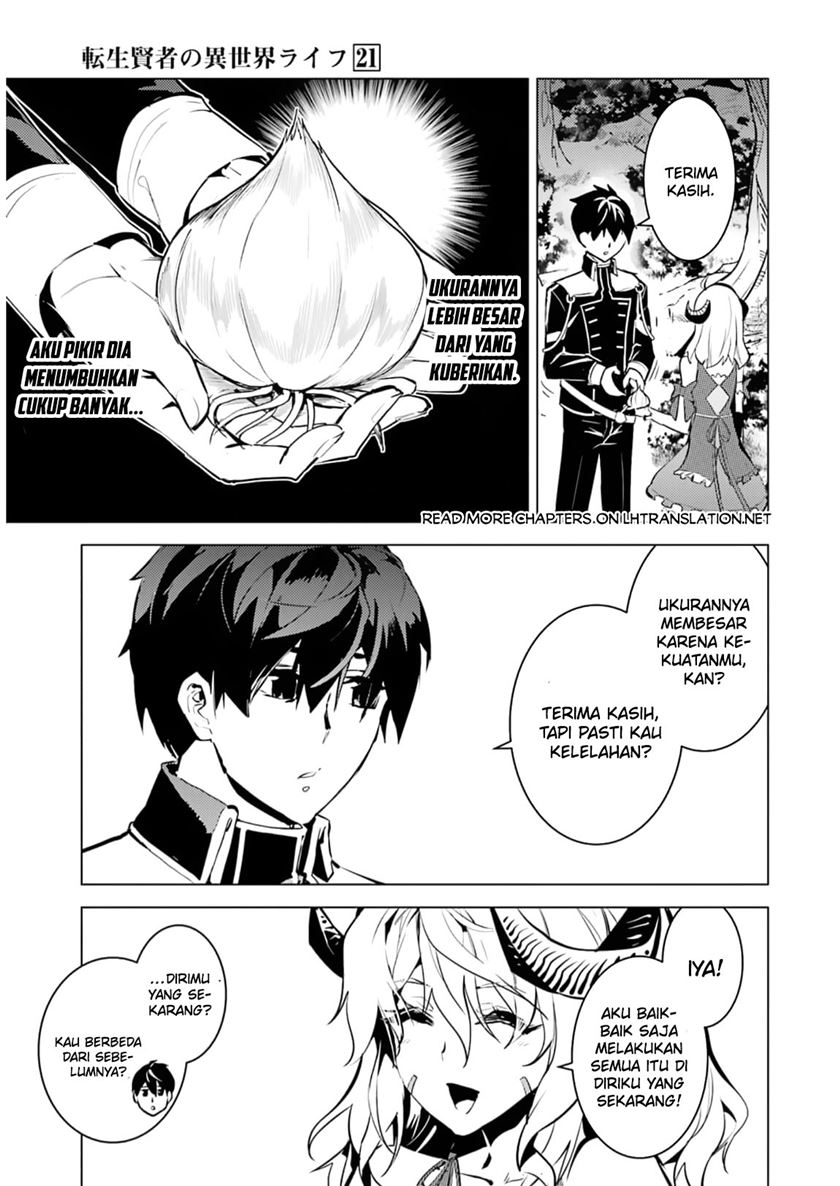 転生賢者の異世界ライフ 21
TERIMA
KASIH.
UKURANNYA
LEBIH BESAR
DARI YANG
KUBERIKAN.
AKU PIKIR DIA
MENUMBUHKAN
CUKUP BANYAK...
READ MORE CHAPTERS ON LHTRANSLATION.NET
UKURANNYA
MEMBESAR
KARENA KE-
KUATANMU,
KAN?
TERIMA KASIH,
TAPI PASTI KAU
KELELAHAN?
IYA!
AKU BAIK-
BAIK SAJA
MELAKUKAN
SEMUA ITU DI
DIRIKU YANG
SEKARANG!
...DIRIMU
YANG SE-
KARANG?
KAU BERBEDA
DARI SEBE-
LUMNYA?